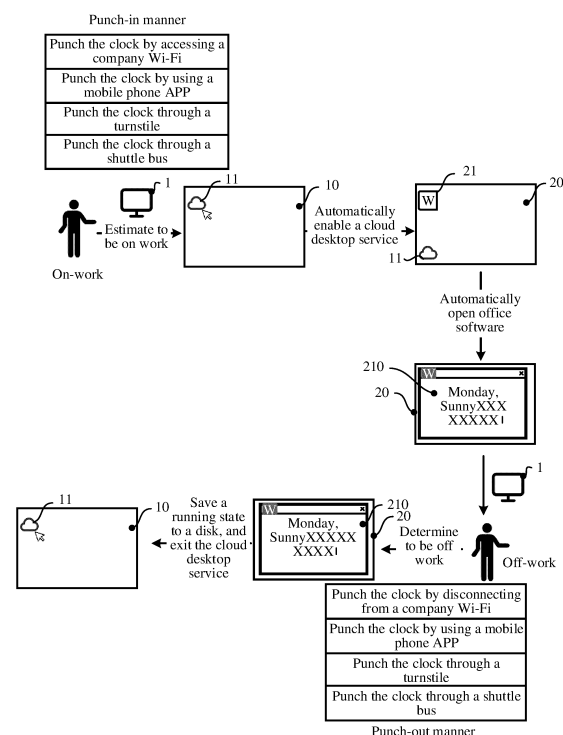 Punch-in manner
Punch the clock by accessing a
company Wi-Fi
Punch the clock by using a
mobile phone APP
Punch the clock through a
turnstile
Punch the clock through a
shuttle bus
1
11
10
21
20
W
Estimate to
be on work
Automatically
enable a cloud
desktop service
11
On-work
Automatically
open office
software
210
W
×
20
Monday,
SunnyXXX
XXXXX
1
11
10
Save a
running state
to a disk, and
exit the cloud
desktop
service
W
×
210
20
Monday,
SunnyXXXXX
XXXX
Determine
to be off
work
Off-work
Punch the clock by disconnecting
from a company Wi-Fi
Punch the clock by using a mobile
phone APP
Punch the clock through a
turnstile
Punch the clock through a shuttle
bus
Punch-out manner